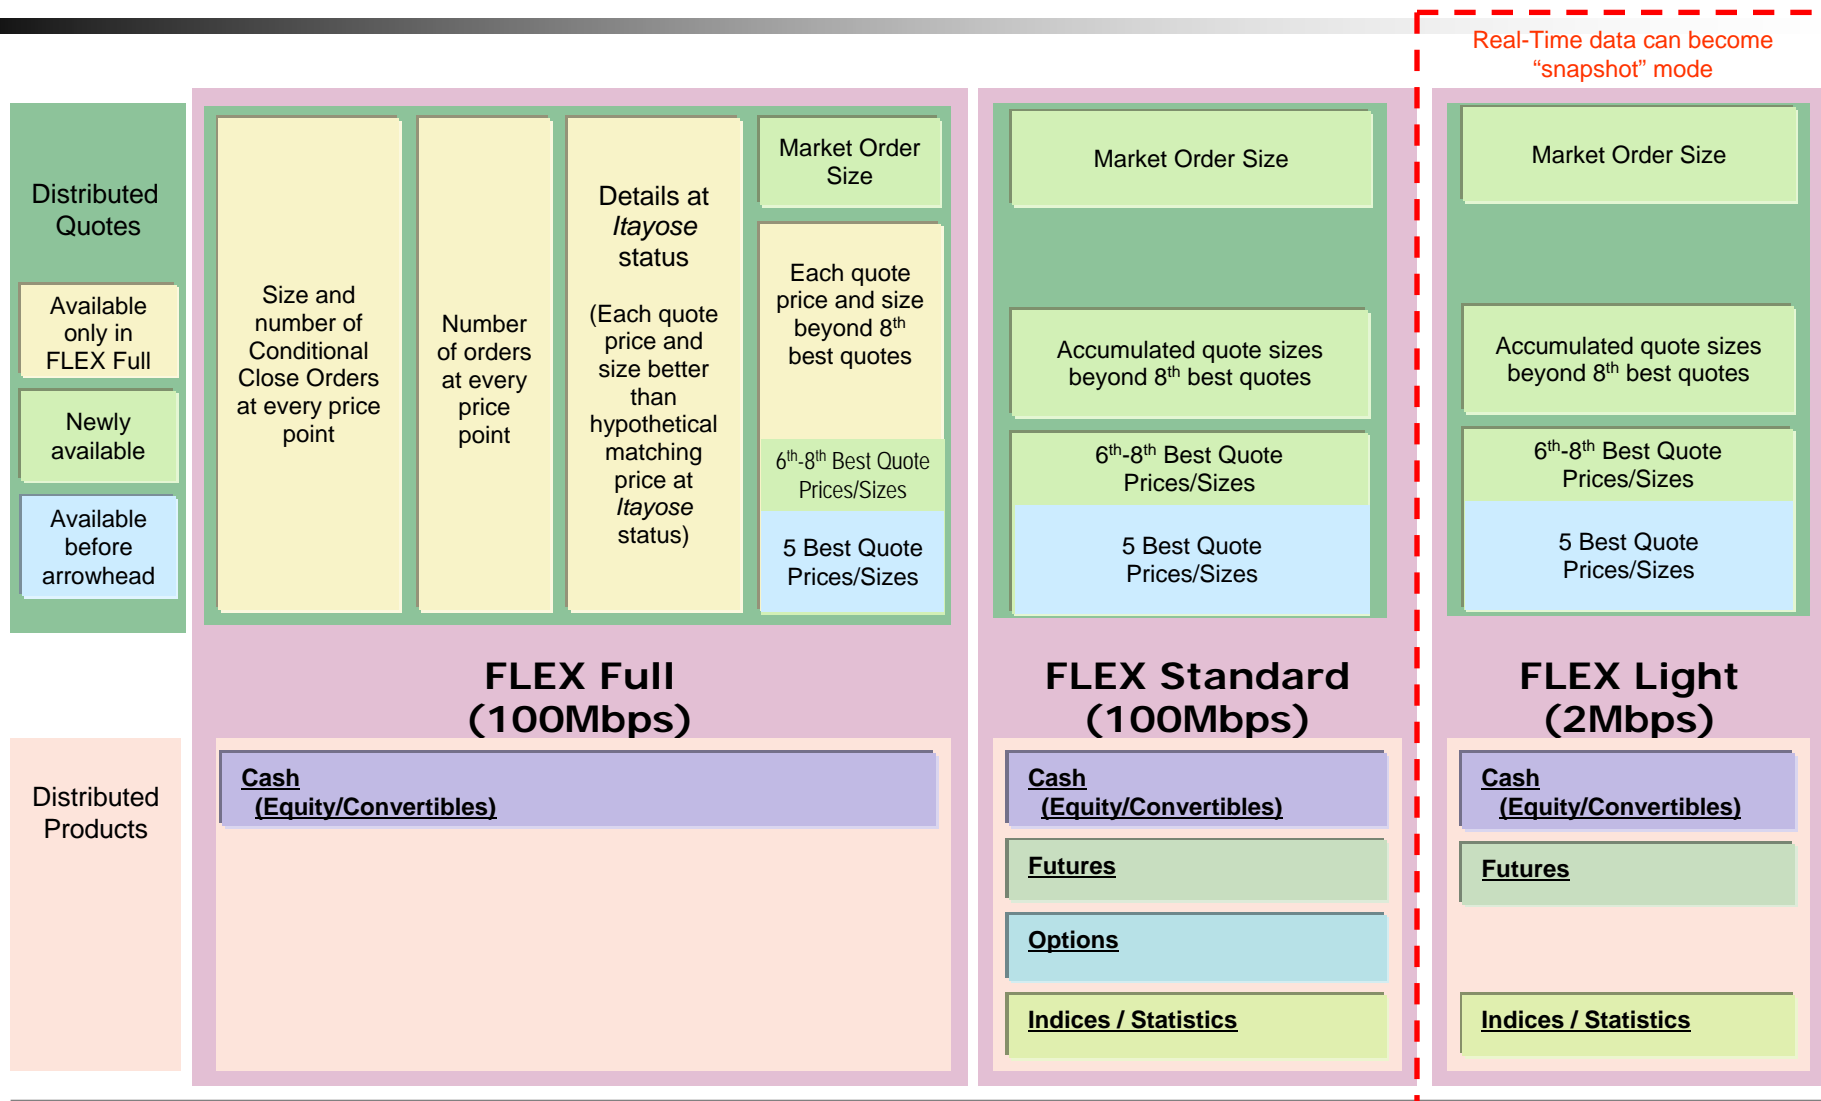 Real-Time data can become
“snapshot” mode
Distributed
Quotes
Available
only in
FLEX Full
Newly
available
Available
before
arrowhead
Size and
number of
Conditional
Close Orders
at every price
point
Number
of orders
at every
price
point
Details at
Itayose
status
(Each quote
price and
size better
than
hypothetical
matching
price at
Itayose
status)
Market Order
Size
Each quote
price and size
beyond 8th
best quotes
6th-8th Best Quote
Prices/Sizes
5 Best Quote
Prices/Sizes
Market Order Size
Accumulated quote sizes
beyond 8th best quotes
6th-8th Best Quote
Prices/Sizes
5 Best Quote
Prices/Sizes
Market Order Size
Accumulated quote sizes
beyond 8th best quotes
6th-8th Best Quote
Prices/Sizes
5 Best Quote
Prices/Sizes
FLEX Full
(100Mbps)
FLEX Standard
(100Mbps)
FLEX Light
(2Mbps)
Distributed
Products
Cash
(Equity/Convertibles)
Cash
(Equity/Convertibles)
Futures
Options
Indices / Statistics
Cash
(Equity/Convertibles)
Futures
Indices / Statistics